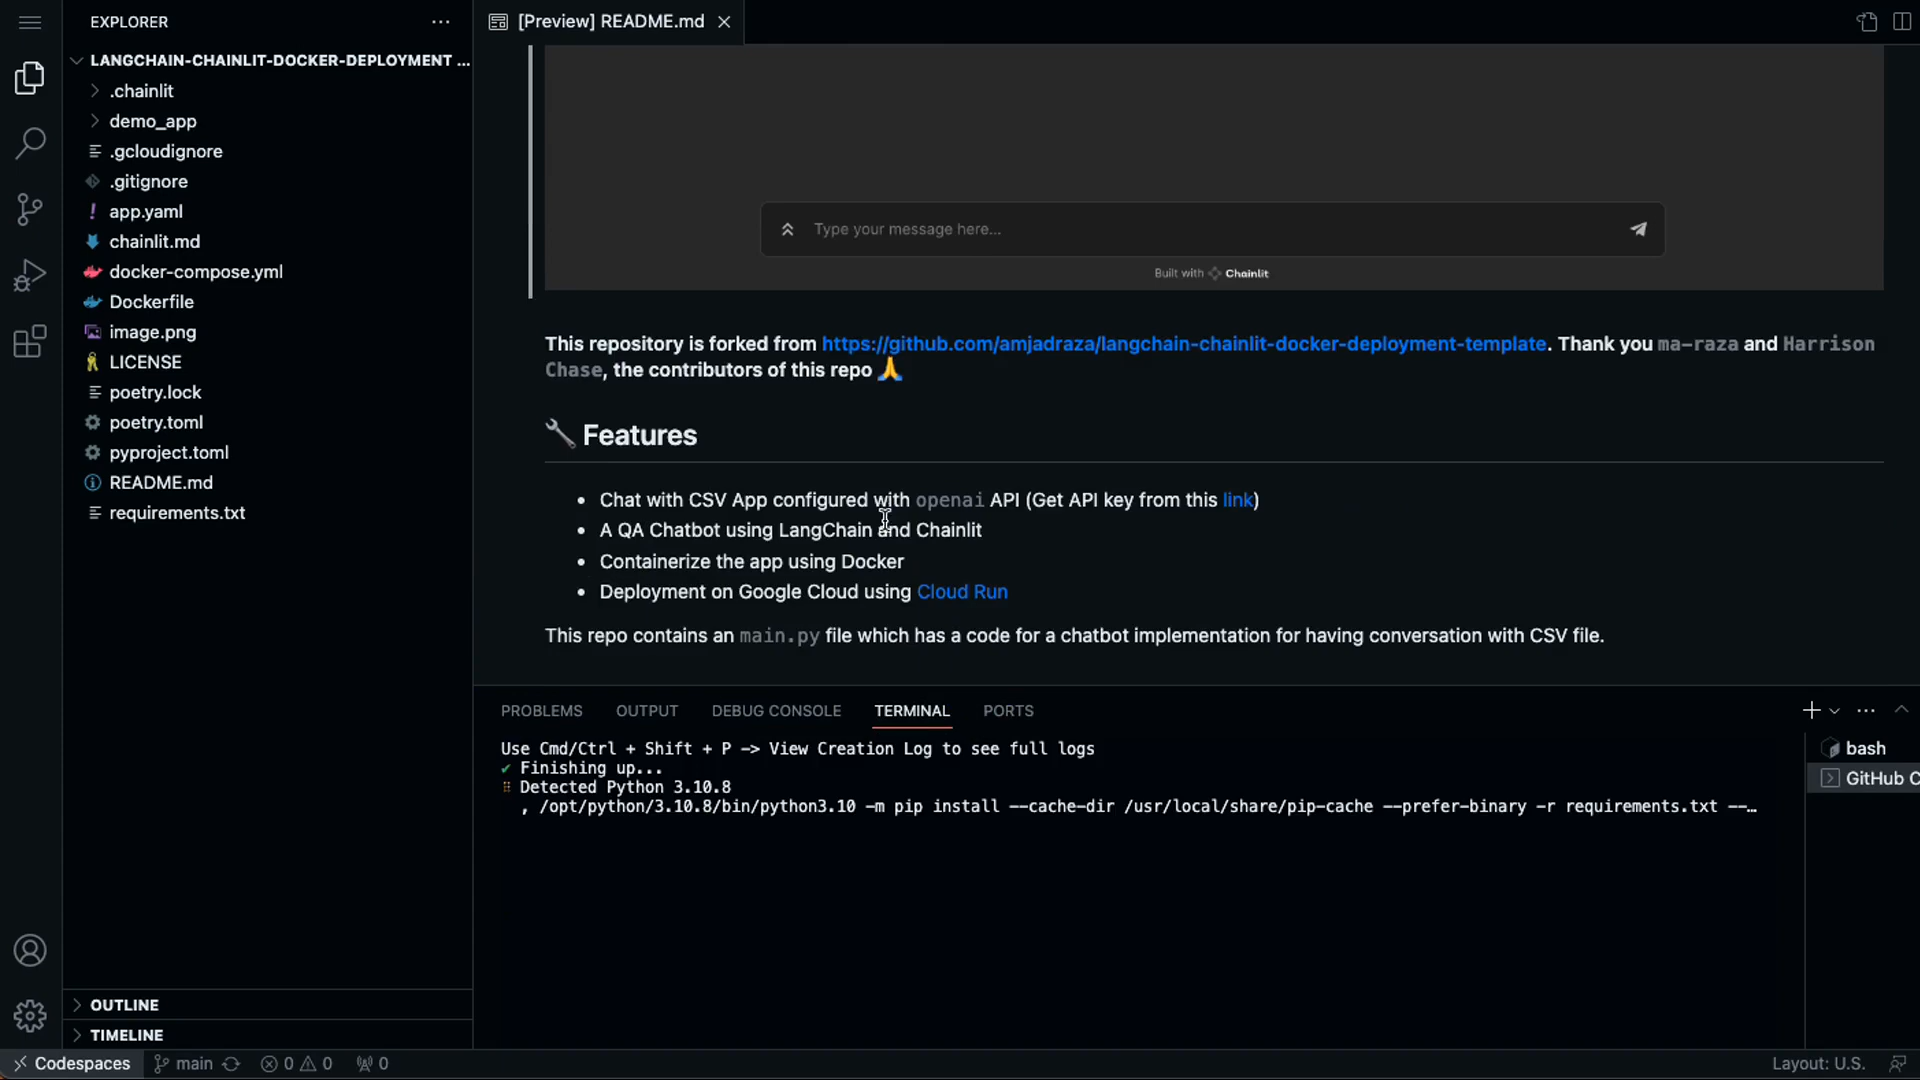 EXPLORER
[Preview] README.md
LANGCHAIN-CHAINLIT-DOCKER-DEPLOYMENT ...
.chainlit
demo_app
.gcloudignore
.gitignore
app.yaml
chainlit.md
docker-compose.yml
Dockerfile
image.png
LICENSE
poetry.lock
poetry.toml
pyproject.toml
README.md
requirements.txt
OUTLINE
TIMELINE
Type your message here...
Built with Chainlit
This repository is forked from https://github.com/amjadraza/langchain-chainlit-docker-deployment-template. Thank you ma-raza and Harrison
Chase, the contributors of this repo 🙏
🔧 Features
• Chat with CSV App configured with openai API (Get API key from this link)
• A QA Chatbot using LangChain and Chainlit
• Containerize the app using Docker
• Deployment on Google Cloud using Cloud Run
This repo contains an main.py file which has a code for a chatbot implementation for having conversation with CSV file.
PROBLEMS OUTPUT DEBUG CONSOLE TERMINAL PORTS
Use Cmd/Ctrl + Shift + P -> View Creation Log to see full logs
✔ Finishing up...
⠿ Detected Python 3.10.8
, /opt/python/3.10.8/bin/python3.10 -m pip install --cache-dir /usr/local/share/pip-cache --prefer-binary -r requirements.txt --…
bash
GitHub C
Codespaces main 0 0 0
Layout: U.S.